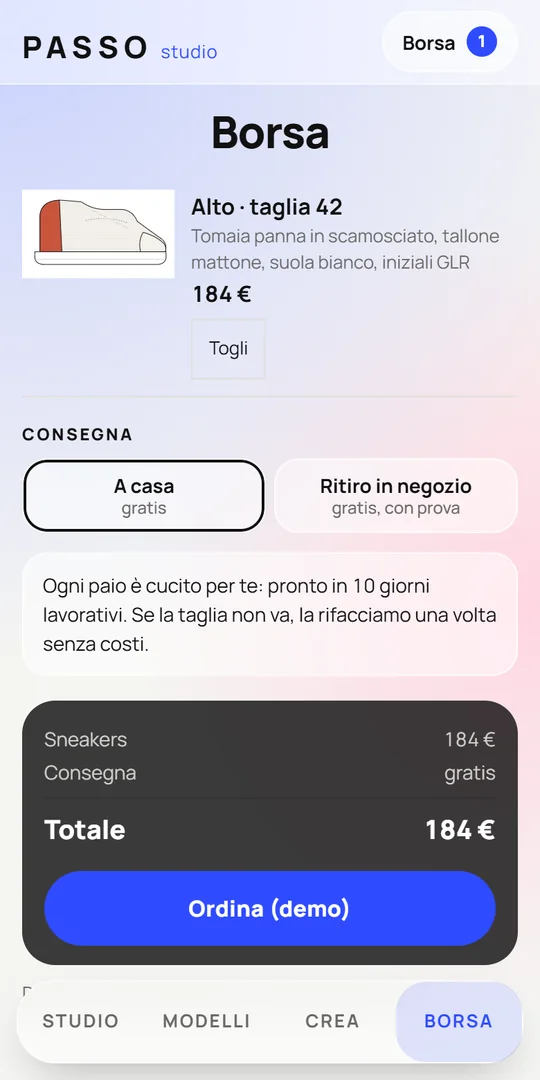 PASSO studio
Borsa 1
Borsa
Alto · taglia 42
Tomaia panna in scamosciato, tallone
mattone, suola bianco, iniziali GLR
184 €
Togli
CONSEGNA
A casa
gratis
Ritiro in negozio
gratis, con prova
Ogni paio è cucito per te: pronto in 10 giorni
lavorativi. Se la taglia non va, la rifacciamo una volta
senza costi.
Sneakers 184 €
Consegna gratis
Totale 184 €
Ordina (demo)
STUDIO MODELLI CREA BORSA